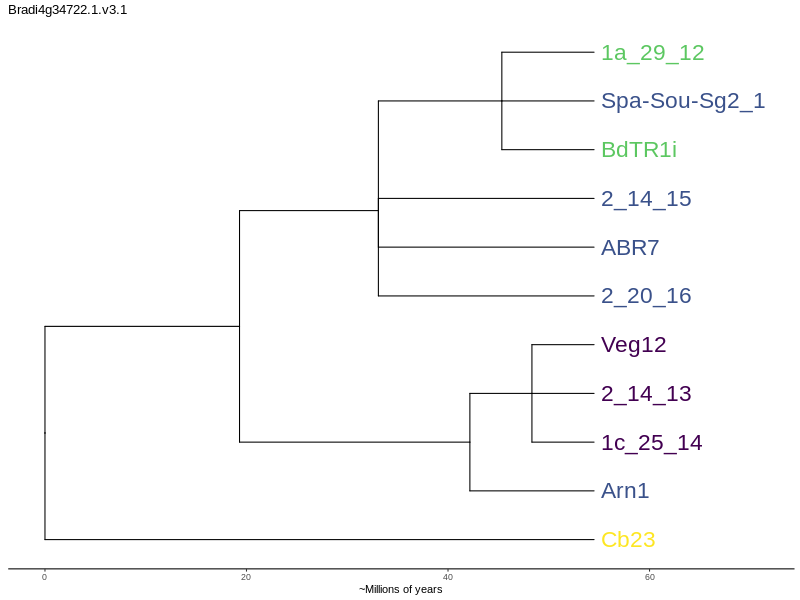 Bradi4g34722.1.v3.1
1a_29_12
Spa-Sou-Sg2_1
BdTR1i
2_14_15
ABR7
2_20_16
Veg12
2_14_13
1c_25_14
Arn1
Cb23
0 20 40 60
~Millions of years